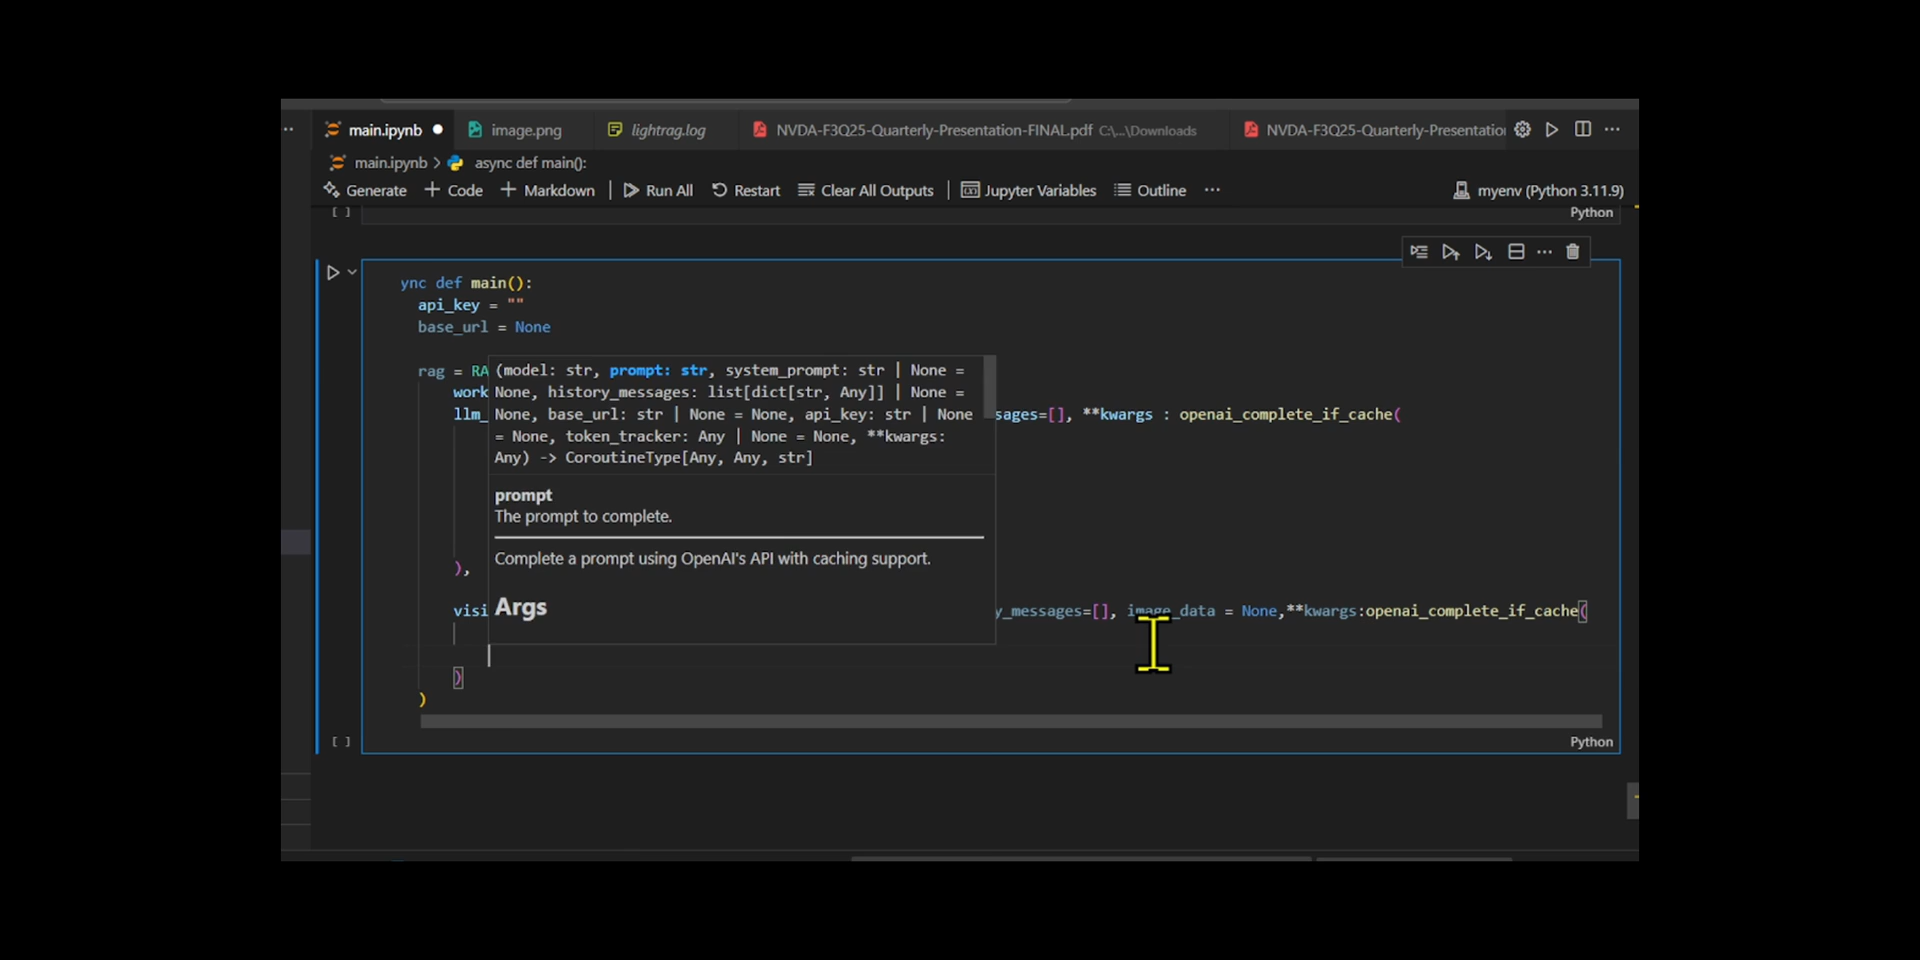 main.ipynb
image.png
lightrag.log
NVDA-F3Q25-Quarterly-Presentation-FINAL.pdf C:\...\Downloads
NVDA-F3Q25-Quarterly-Presentatio
main.ipynb > async def main():
Generate + Code + Markdown | Run All Restart Clear All Outputs | Jupyter Variables Outline ...
myenv (Python 3.11.9)
[ ]
Python
ync def main():
api_key = ""
base_url = None
rag = RA
work
llm_
sages=[], **kwargs : openai_complete_if_cache(
(model: str, prompt: str, system_prompt: str | None =
None, history_messages: list[dict[str, Any]] | None =
None, base_url: str | None = None, api_key: str | None
= None, token_tracker: Any | None = None, **kwargs:
Any) -> CoroutineType[Any, Any, str]
prompt
The prompt to complete.
Complete a prompt using OpenAI's API with caching support.
Args
),
visi
y_messages=[], image_data = None,**kwargs:openai_complete_if_cache(
)
)
[ ]
Python